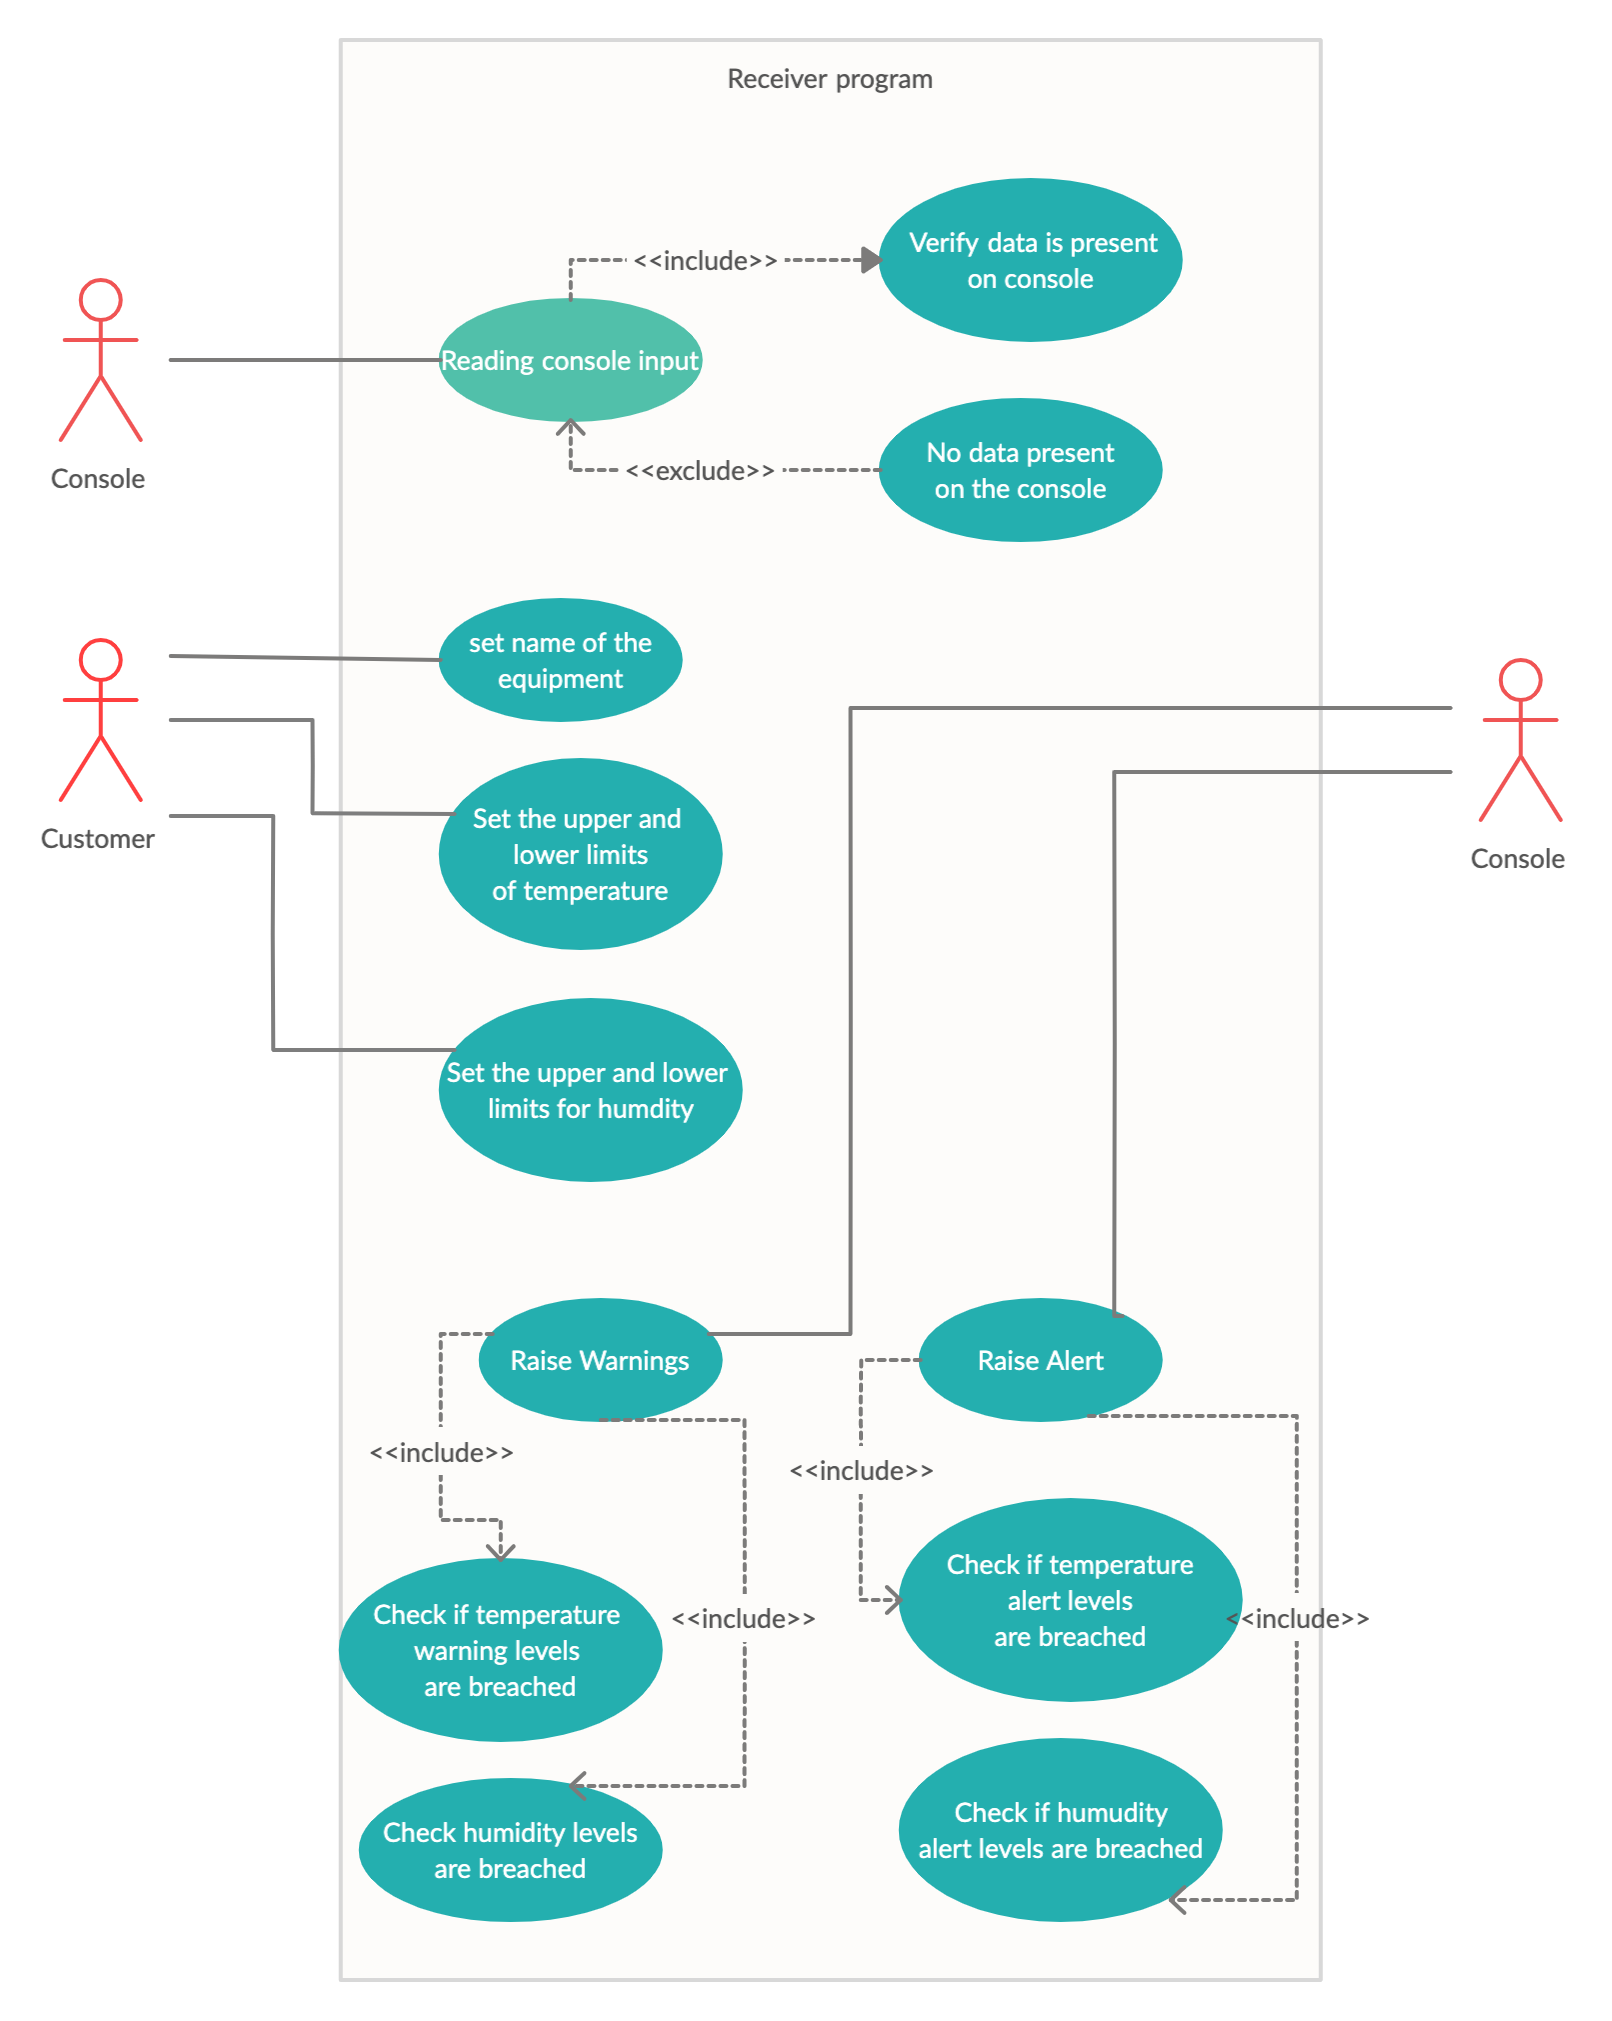 Receiver program
Verify data is present
on console
<<include>>
Reading console input
Console
<<exclude>>
No data present
on the console
set name of the
equipment
Customer
Set the upper and
lower limits
of temperature
Console
Set the upper and lower
limits for humdity
Raise Warnings
Raise Alert
<<include>>
<<include>>
Check if temperature
warning levels
are breached
<<include>>
Check if temperature
alert levels
are breached
<<include>>
Check humidity levels
are breached
Check if humudity
alert levels are breached